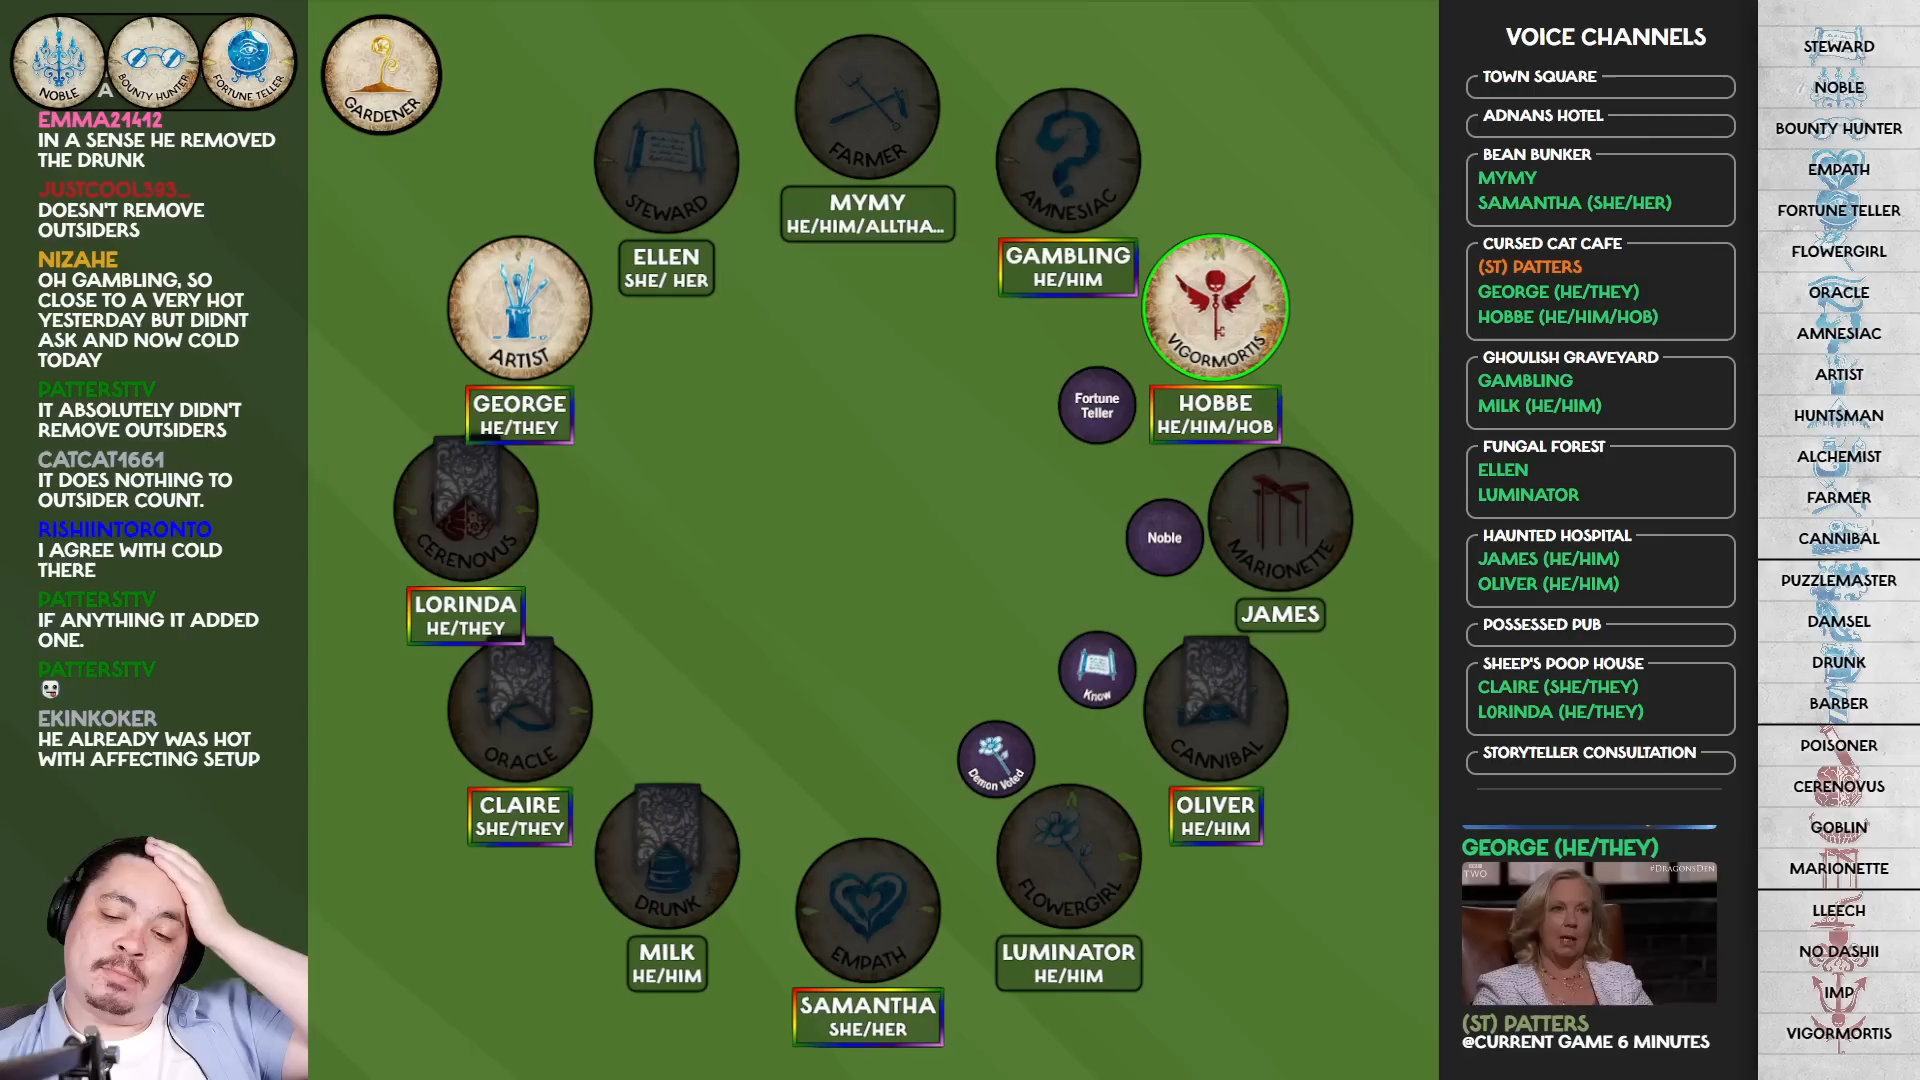 NOBLE
A
BOUNTY HUNTER
FORTUNE TELLER
EMMA21412
IN A SENSE HE REMOVED
THE DRUNK
JUSTCOOL393_
DOESN'T REMOVE
OUTSIDERS
NIZAHE
OH GAMBLING, SO
CLOSE TO A VERY HOT
YESTERDAY BUT DIDNT
ASK AND NOW COLD
TODAY
PATTERSTTV
IT ABSOLUTELY DIDN'T
REMOVE OUTSIDERS
CATCAT1661
IT DOES NOTHING TO
OUTSIDER COUNT.
RISHIINTORONTO
I AGREE WITH COLD
THERE
PATTERSTTV
IF ANYTHING IT ADDED
ONE.
PATTERSTTV
EKINKOKER
HE ALREADY WAS HOT
WITH AFFECTING SETUP
GARDENER
FARMER
MYMY
HE/HIM/ALLTHA...
STEWARD
ELLEN
SHE/ HER
AMNESIAC
GAMBLING
HE/HIM
ARTIST
GEORGE
HE/THEY
VIGORMORTIS
HOBBE
HE/HIM/HOB
Fortune
Teller
CERENOVUS
LORINDA
HE/THEY
MARIONETTE
JAMES
Noble
ORACLE
CLAIRE
SHE/THEY
CANNIBAL
OLIVER
HE/HIM
Know
DRUNK
MILK
HE/HIM
EMPATH
SAMANTHA
SHE/HER
FLOWERGIRL
LUMINATOR
HE/HIM
Demon Voted
VOICE CHANNELS
TOWN SQUARE
ADNANS HOTEL
BEAN BUNKER
MYMY
SAMANTHA (SHE/HER)
CURSED CAT CAFE
(ST) PATTERS
GEORGE (HE/THEY)
HOBBE (HE/HIM/HOB)
GHOULISH GRAVEYARD
GAMBLING
MILK (HE/HIM)
FUNGAL FOREST
ELLEN
LUMINATOR
HAUNTED HOSPITAL
JAMES (HE/HIM)
OLIVER (HE/HIM)
POSSESSED PUB
SHEEP'S POOP HOUSE
CLAIRE (SHE/THEY)
LORINDA (HE/THEY)
STORYTELLER CONSULTATION
GEORGE (HE/THEY)
BBC
TWO
#DRAGONSDEN
(ST) PATTERS
@CURRENT GAME 6 MINUTES
STEWARD
NOBLE
BOUNTY HUNTER
EMPATH
FORTUNE TELLER
FLOWERGIRL
ORACLE
AMNESIAC
ARTIST
HUNTSMAN
ALCHEMIST
FARMER
CANNIBAL
PUZZLEMASTER
DAMSEL
DRUNK
BARBER
POISONER
CERENOVUS
GOBLIN
MARIONETTE
LLEECH
NO DASHII
IMP
VIGORMORTIS